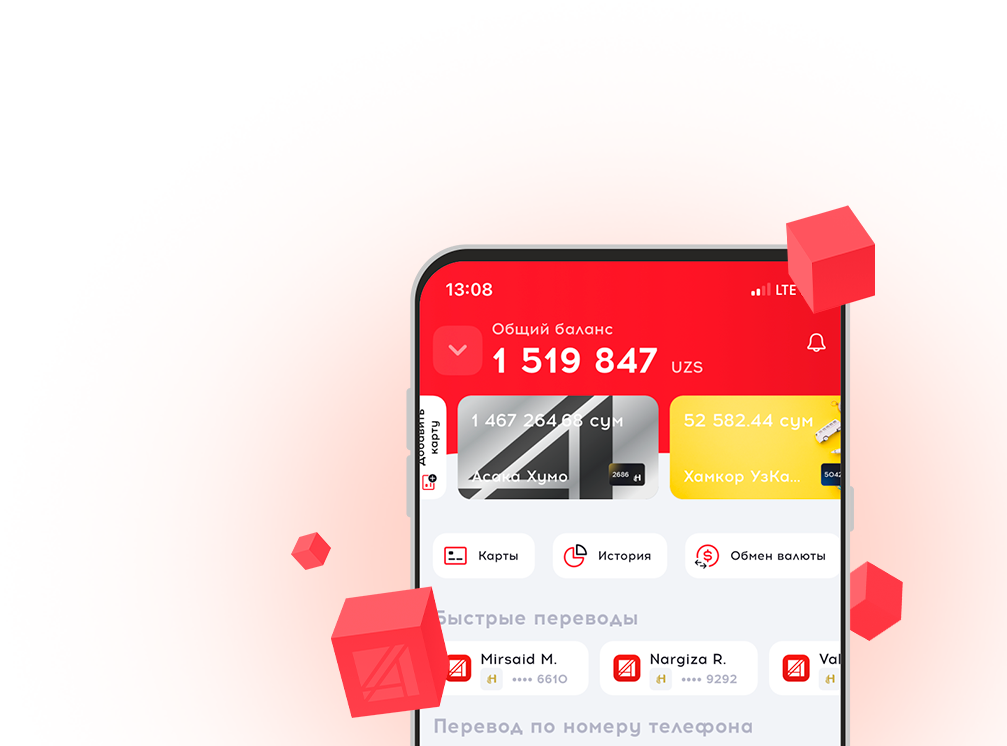 13:08
LTE
Общий баланс
1 519 847 UZS
Добавить
карту
1 467 264.68 сум
52 582.44 сум
Асака Хумо
2686
Хамкор УзКа...
5042
Карты
История
Обмен валюты
Быстрые переводы
Mirsaid M.
•••• 6610
Nargiza R.
•••• 9292
Val
Перевод по номеру телефона